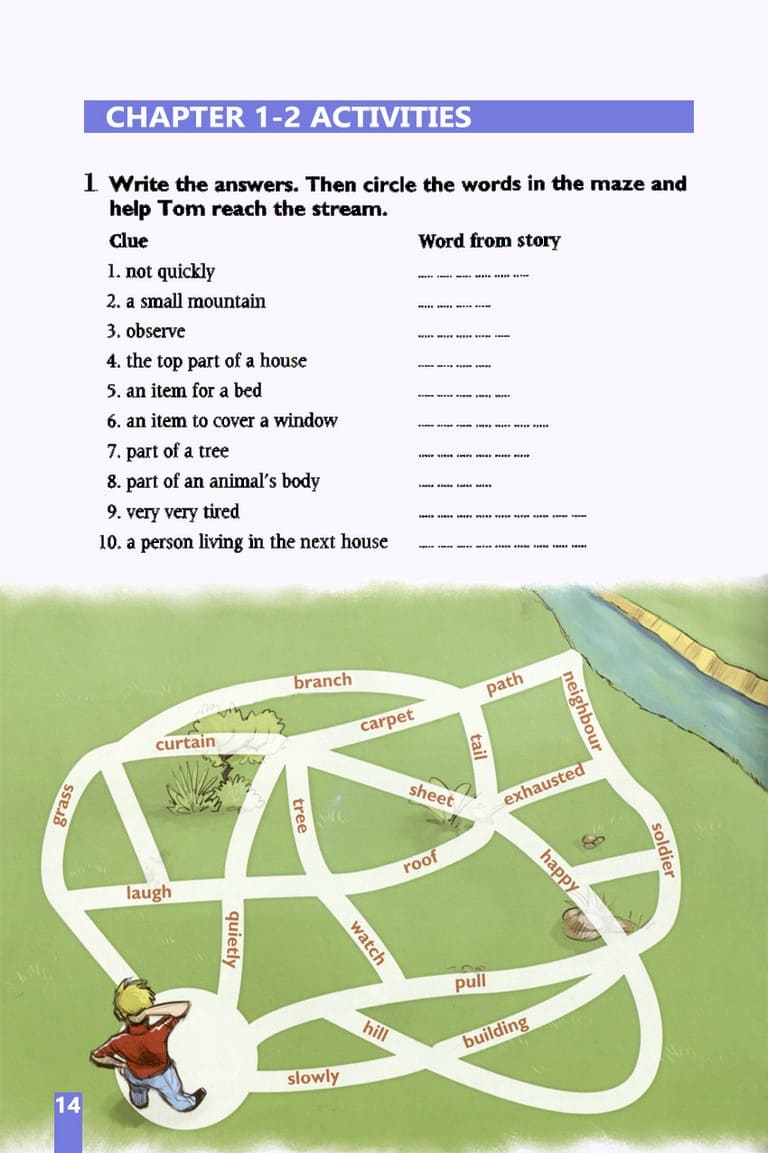 CHAPTER 1-2 ACTIVITIES
1 Write the answers. Then circle the words in the maze and
help Tom reach the stream.
Clue Word from story
1. not quickly ..... ..... ..... ..... ..... .....
2. a small mountain ..... ..... ..... .....
3. observe ..... ..... ..... ..... .....
4. the top part of a house ..... ..... ..... .....
5. an item for a bed ..... ..... ..... ..... .....
6. an item to cover a window ..... ..... ..... ..... ..... ..... .....
7. part of a tree ..... ..... ..... ..... ..... .....
8. part of an animal's body ..... ..... ..... .....
9. very very tired ..... ..... ..... ..... ..... ..... ..... ..... .....
10. a person living in the next house ..... ..... ..... ..... ..... ..... ..... ..... .....
branch
path
neighbour
carpet
curtain
tail
grass
sheet
exhausted
tree
soldier
roof
happy
laugh
quietly
watch
pull
hill
building
slowly
14